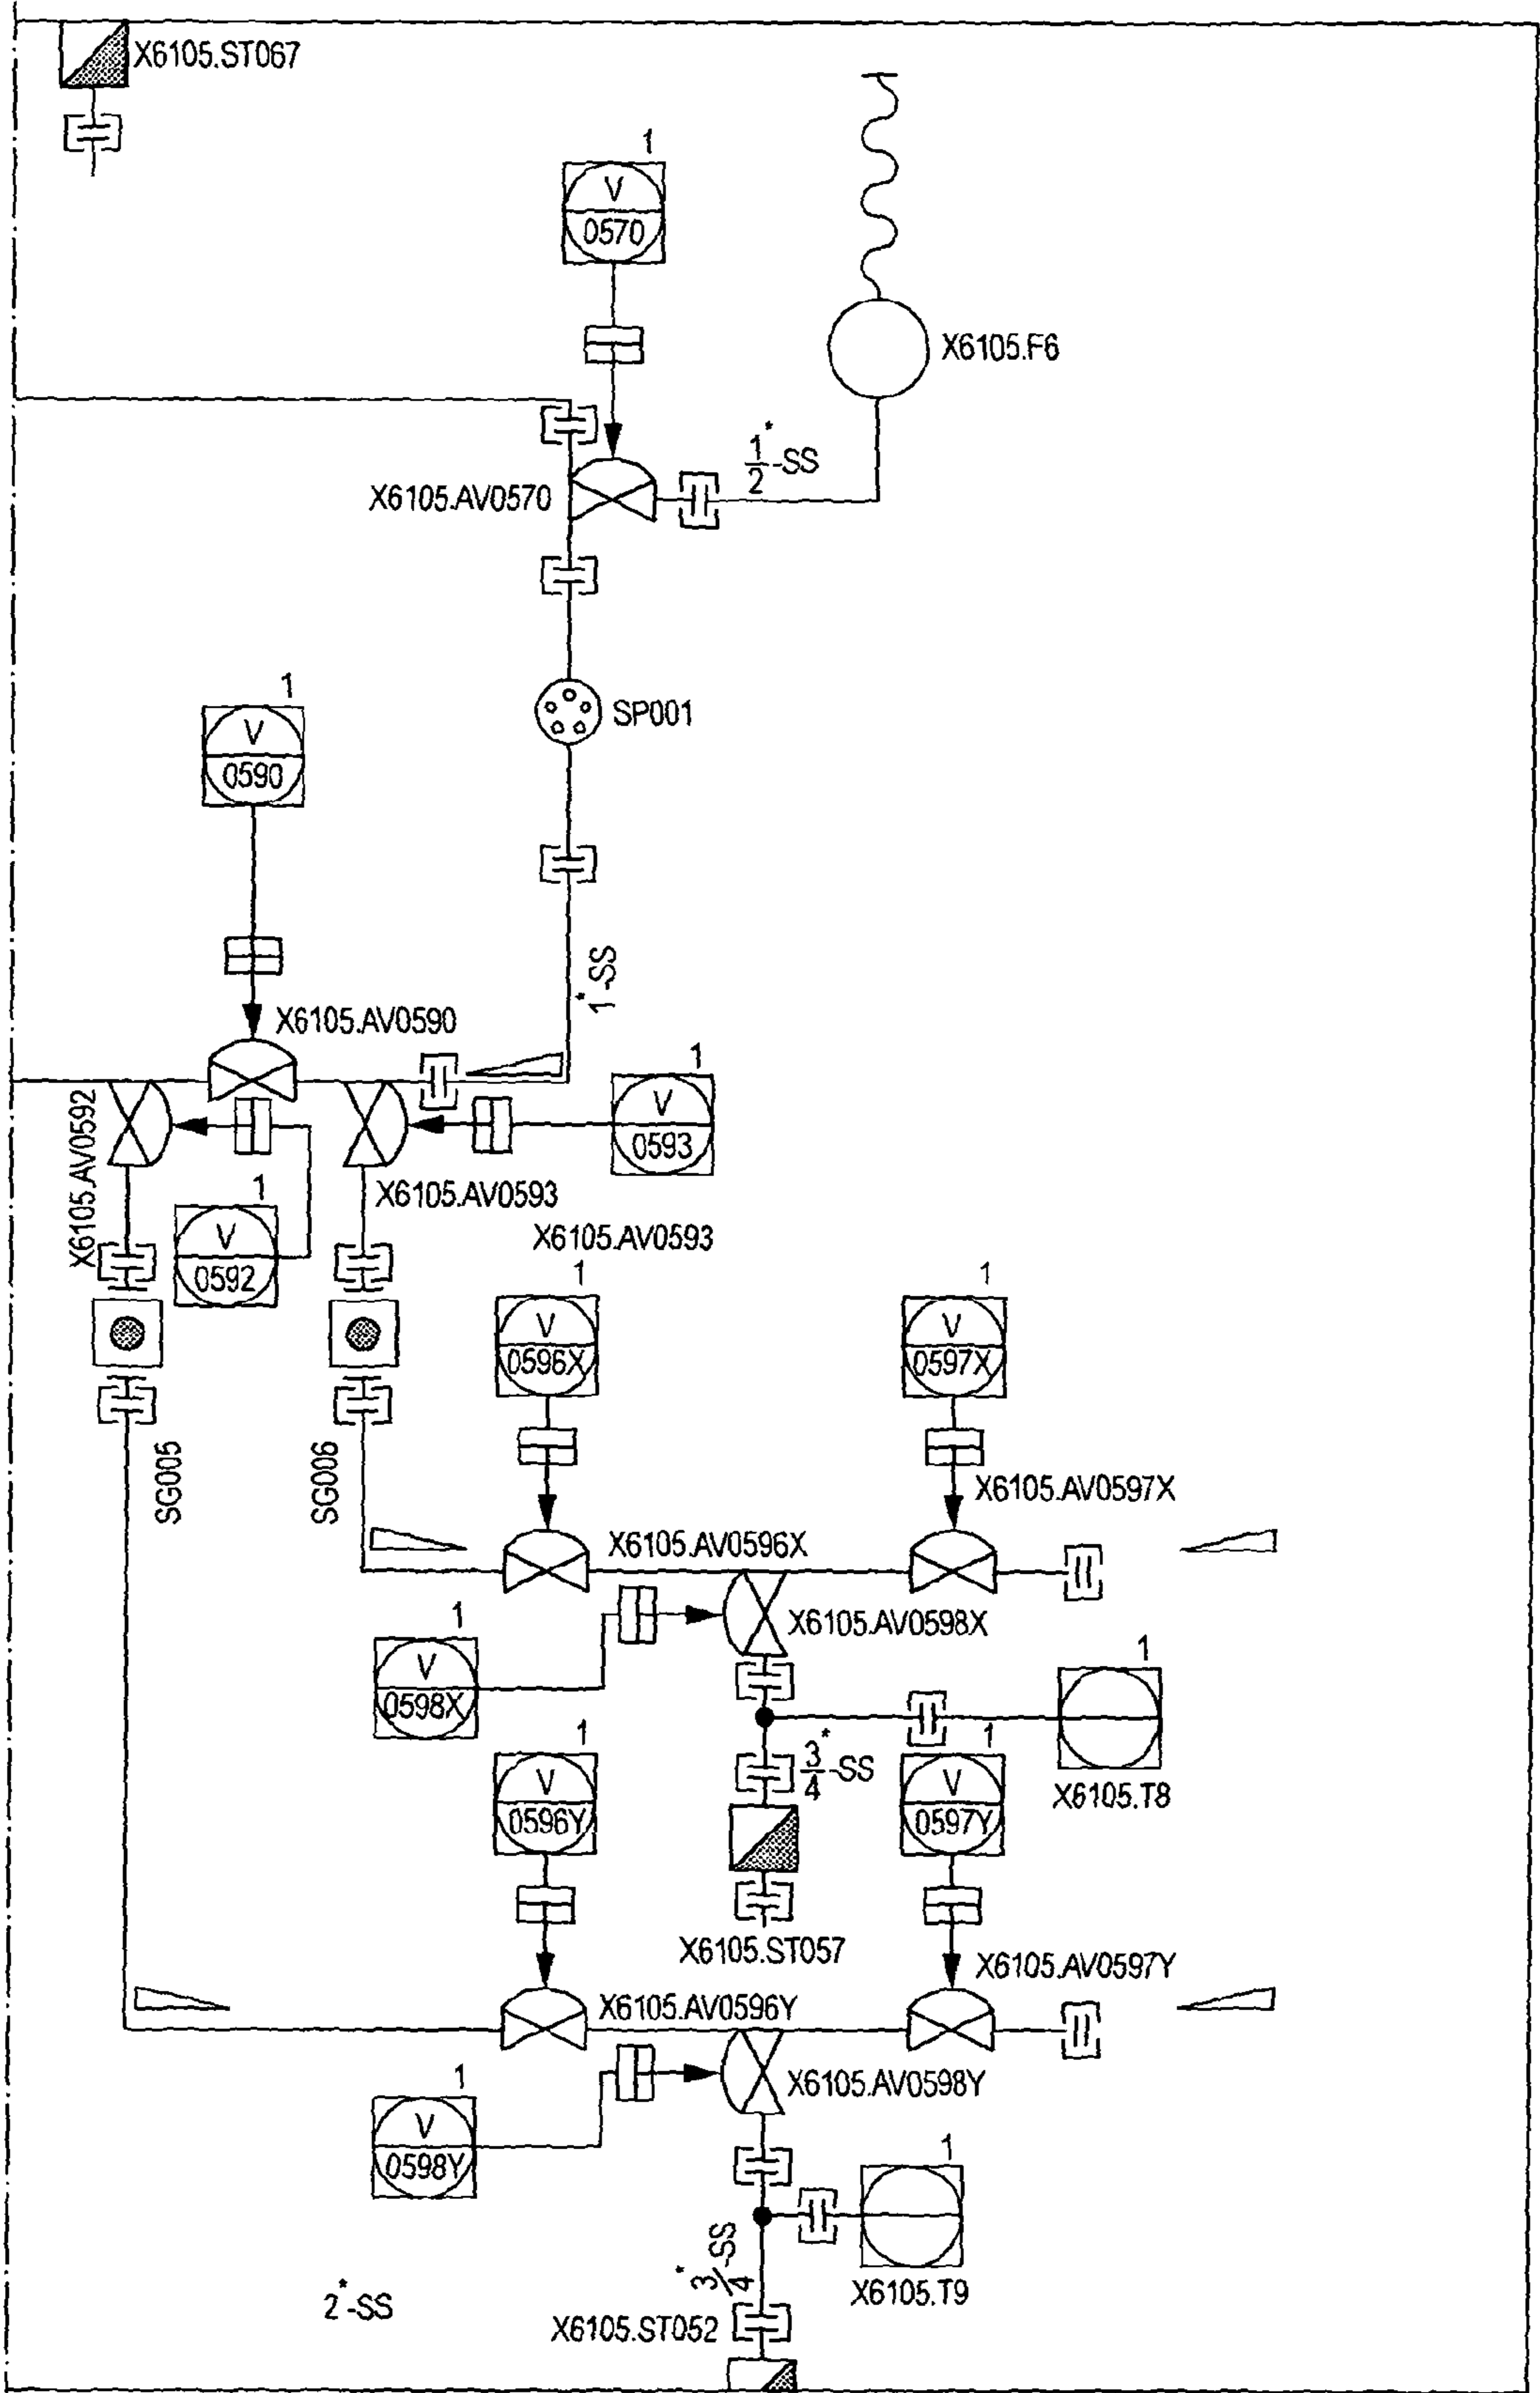 X6105.ST067
1
V
0570
X6105.F6
1*/2-SS
X6105.AV0570
1
V
0590
SP001
1*-SS
X6105.AV0590
1
V
0593
X6105.AV0592
X6105.AV0593
1
V
0592
X6105.AV0593
1
V
0596X
1
V
0597X
SG005
SG006
X6105.AV0597X
X6105.AV0596X
X6105.AV0598X
1
V
0598X
1
X6105.T8
3*/4-SS
1
V
0596Y
1
V
0597Y
X6105.ST057
X6105.AV0597Y
X6105.AV0596Y
X6105.AV0598Y
1
V
0598Y
1
X6105.T9
3*/4-SS
2*-SS
X6105.ST052